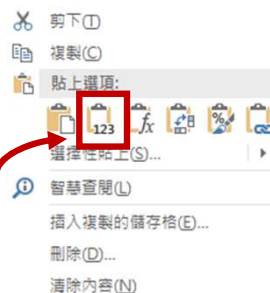 剪下(T)
複製(C)
貼上選項:
123 fx %
選擇性貼上(S)...
智慧查閱(L)
插入複製的儲存格(E)...
刪除(D)...
清除內容(N)